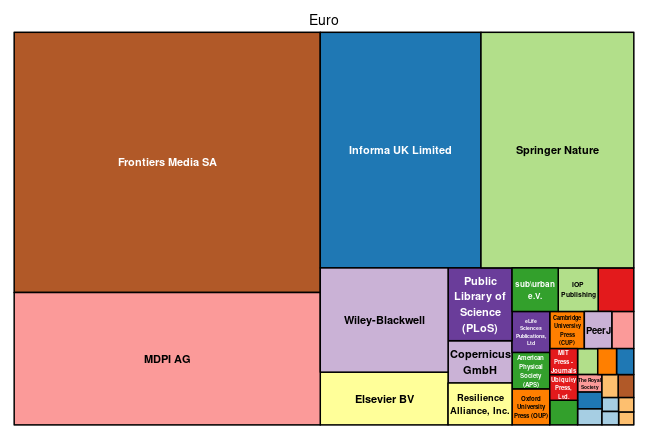 Euro
Frontiers Media SA
MDPI AG
Informa UK Limited
Springer Nature
Wiley-Blackwell
Elsevier BV
Public
Library of
Science
(PLoS)
Copernicus
GmbH
Resilience
Alliance, Inc.
sub\urban
e.V.
IOP
Publishing
eLife
Sciences
Publications,
Ltd
Cambridge
University
Press
(CUP)
PeerJ
American
Physical
Society
(APS)
MIT
Press -
Journals
Oxford
University
Press (OUP)
Ubiquity
Press,
Ltd.
The Royal
Society